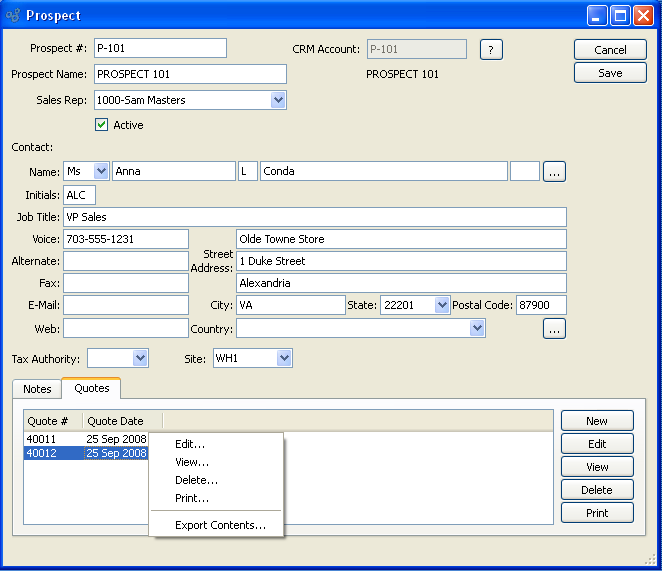 Prospect
Prospect #: P-101 CRM Account: P-101 ? Cancel
Prospect Name: PROSPECT 101 PROSPECT 101 Save
Sales Rep: 1000-Sam Masters
Active
Contact:
Name: Ms Anna L Conda ...
Initials: ALC
Job Title: VP Sales
Voice: 703-555-1231 Olde Towne Store
Alternate: Street Address: 1 Duke Street
Fax: Alexandria
E-Mail: City: VA State: 22201 Postal Code: 87900
Web: Country: ...
Tax Authority: Site: WH1
Notes Quotes
Quote # Quote Date New
40011 25 Sep 2008 Edit
40012 25 Sep 2008 View
Delete
Print
Edit...
View...
Delete...
Print...
Export Contents...